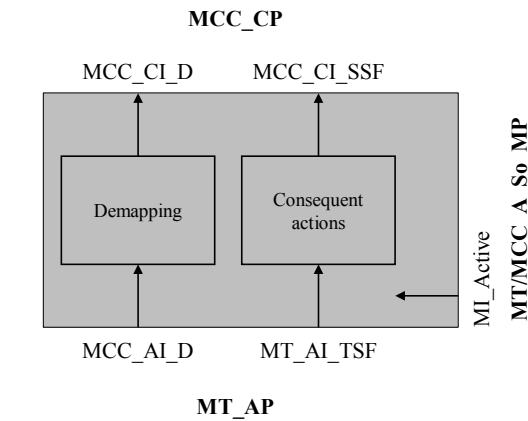 MCC_CP
MCC_CI_D MCC_CI_SSF
Demapping
Consequent
actions
MI_Active
MT/MCC_A_So_MP
MCC_AI_D MT_AI_TSF
MT_AP